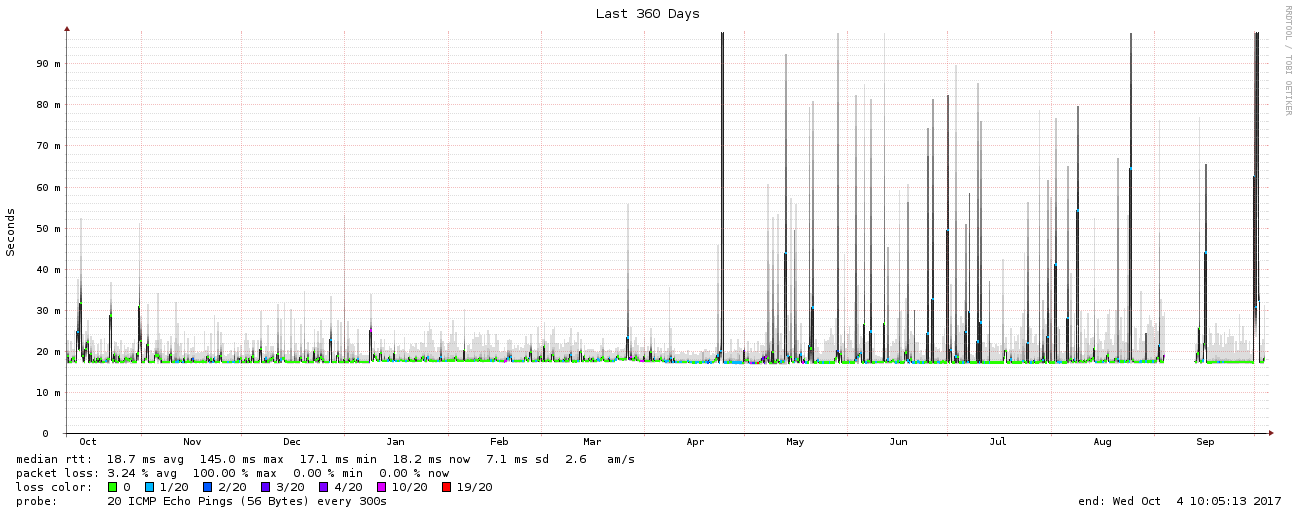 Last 360 Days
RRDTOOL / TOBI OETIKER
Seconds
90 m
80 m
70 m
60 m
50 m
40 m
30 m
20 m
10 m
0
Oct Nov Dec Jan Feb Mar Apr May Jun Jul Aug Sep
median rtt: 18.7 ms avg 145.0 ms max 17.1 ms min 18.2 ms now 7.1 ms sd 2.6 am/s
packet loss: 3.24 % avg 100.00 % max 0.00 % min 0.00 % now
loss color: 0 1/20 2/20 3/20 4/20 10/20 19/20
probe: 20 ICMP Echo Pings (56 Bytes) every 300s end: Wed Oct 4 10:05:13 2017